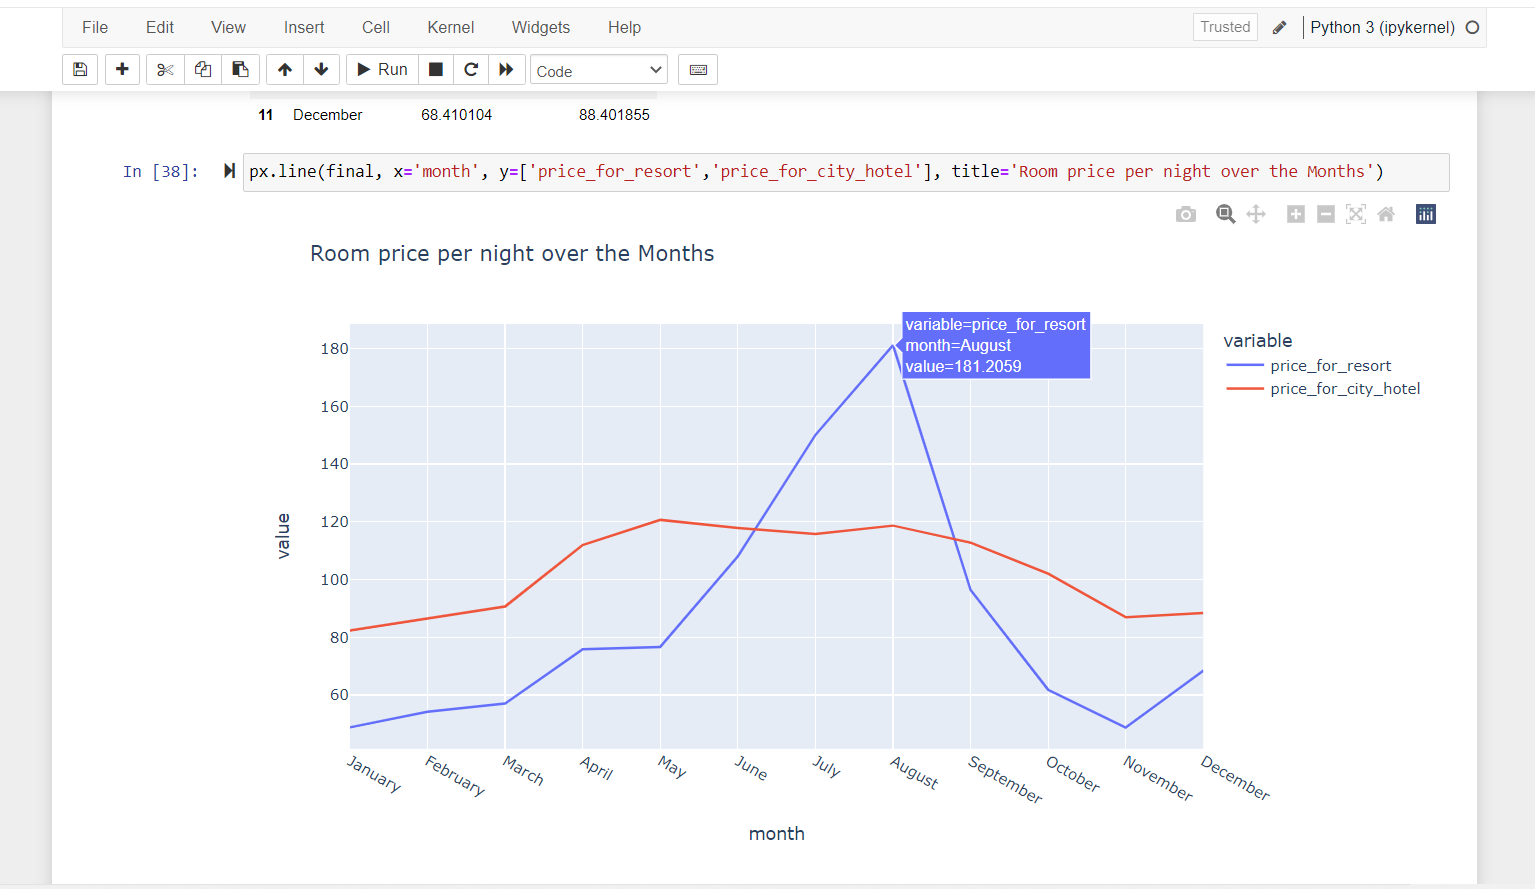 File Edit View Insert Cell Kernel Widgets Help Trusted Python 3 (ipykernel)
Run Code
11 December 68.410104 88.401855
In [38]: px.line(final, x='month', y=['price_for_resort','price_for_city_hotel'], title='Room price per night over the Months')
Room price per night over the Months
variable=price_for_resort
month=August
value=181.2059
variable
price_for_resort
price_for_city_hotel
180
160
140
120
100
80
60
value
January February March April May June July August September October November December
month